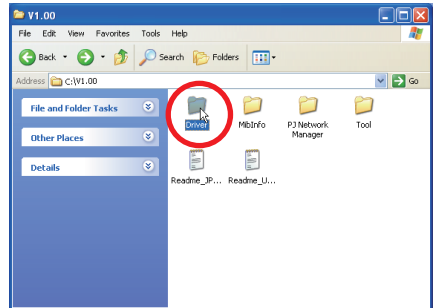 V1.00
File Edit View Favorites Tools Help
Back Search Folders
Address C:\V1.00 Go
File and Folder Tasks
Other Places
Details
Driver MibInfo PJ Network Manager Tool
Readme_JP... Readme_U...